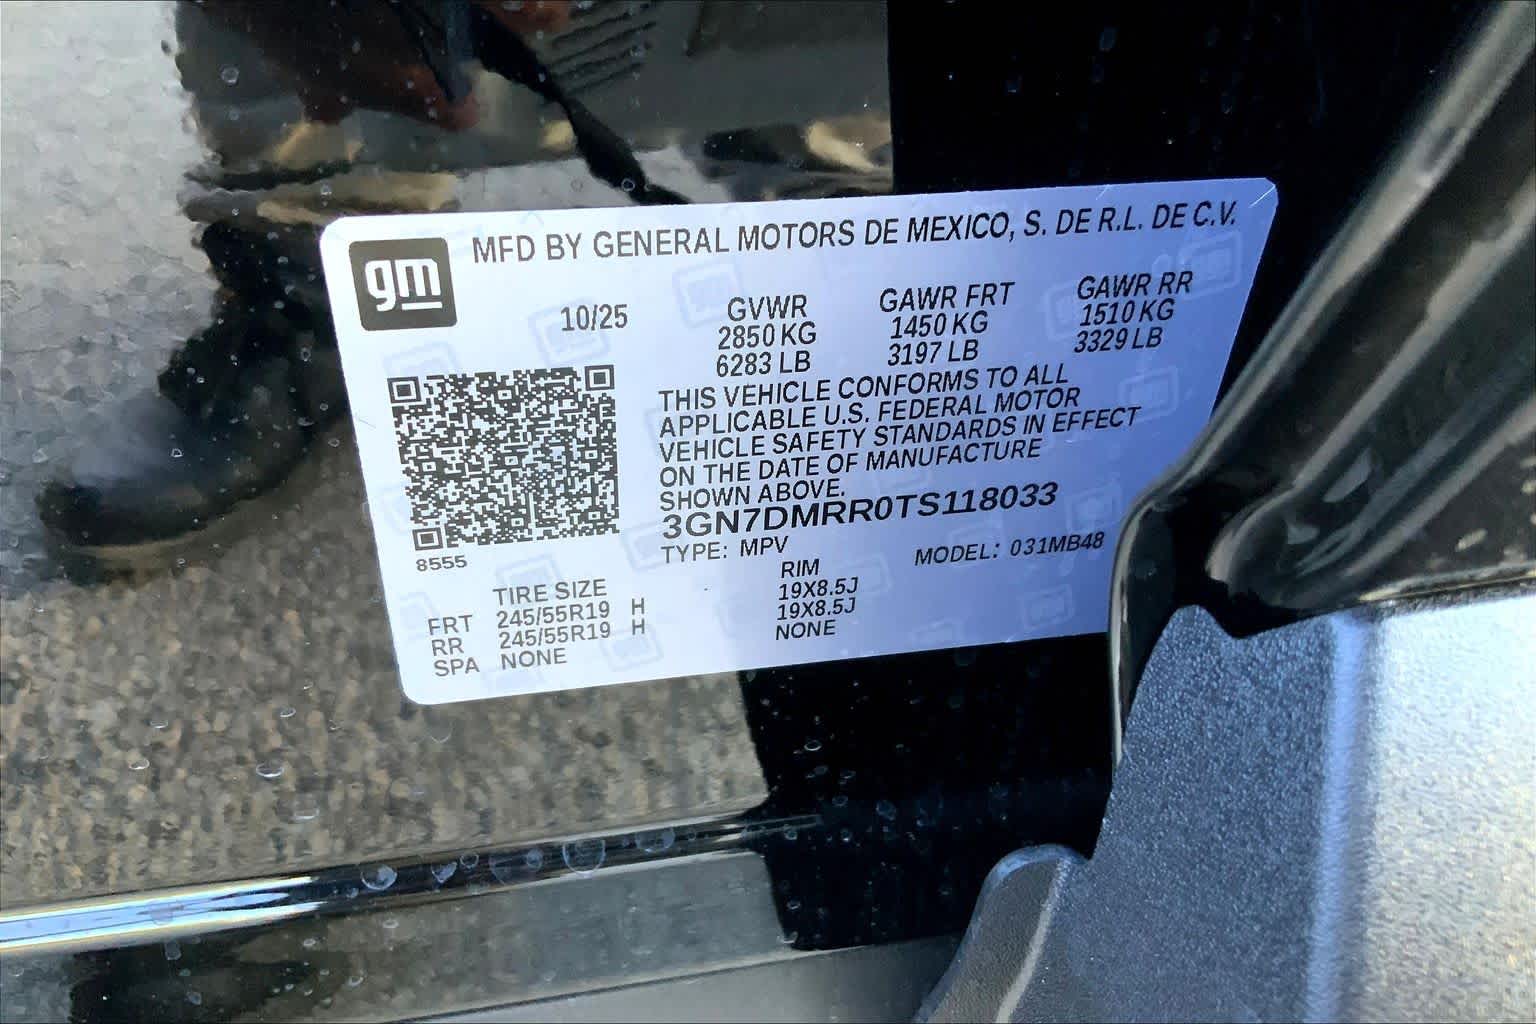 gm
MFD BY GENERAL MOTORS DE MEXICO, S. DE R.L. DE C.V.
10/25
GVWR GAWR FRT GAWR RR
2850 KG 1450 KG 1510 KG
6283 LB 3197 LB 3329 LB
THIS VEHICLE CONFORMS TO ALL
APPLICABLE U.S. FEDERAL MOTOR
VEHICLE SAFETY STANDARDS IN EFFECT
ON THE DATE OF MANUFACTURE
SHOWN ABOVE.
3GN7DMRR0TS118033
TYPE: MPV MODEL: 031MB48
8555
TIRE SIZE RIM
FRT 245/55R19 H 19X8.5J
RR 245/55R19 H 19X8.5J
SPA NONE NONE